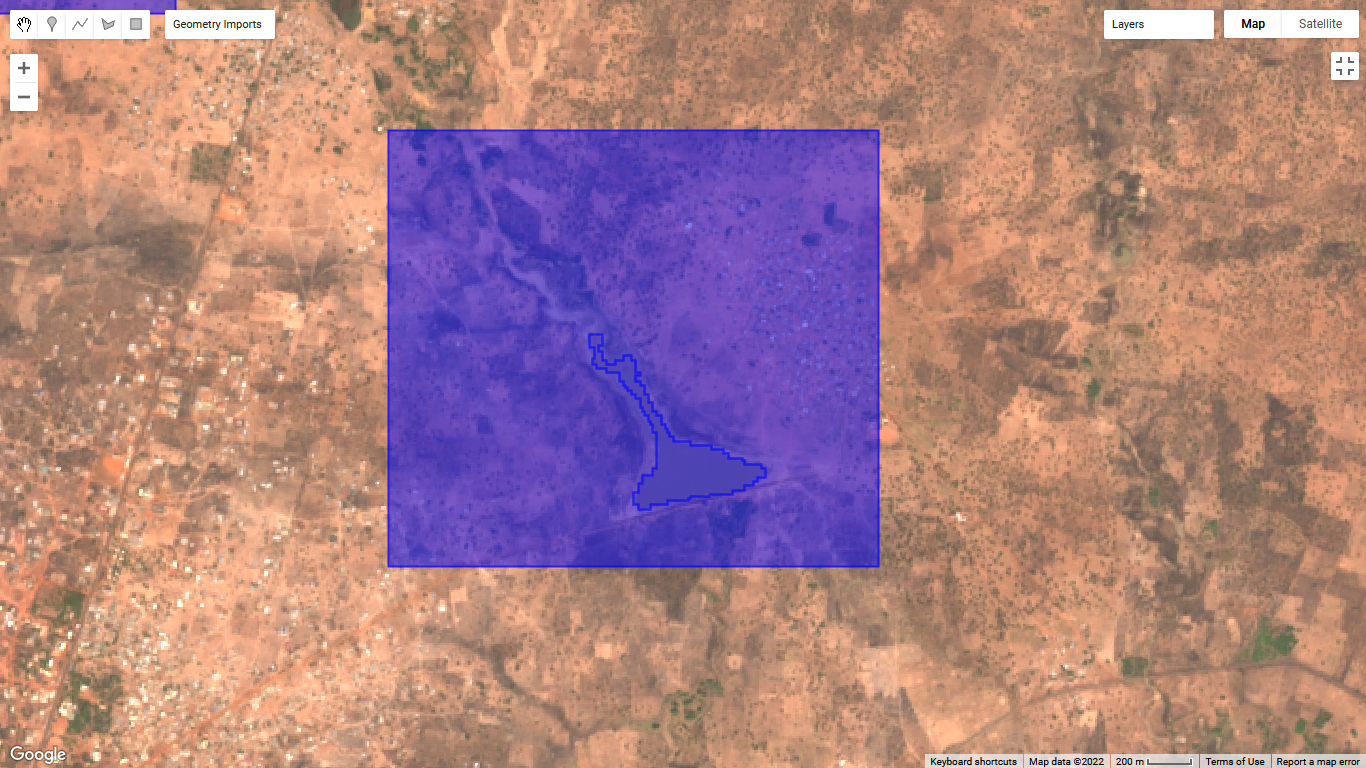 Geometry Imports
Layers
Map
Satellite
Google
Keyboard shortcuts
Map data ©2022
200 m
Terms of Use
Report a map error